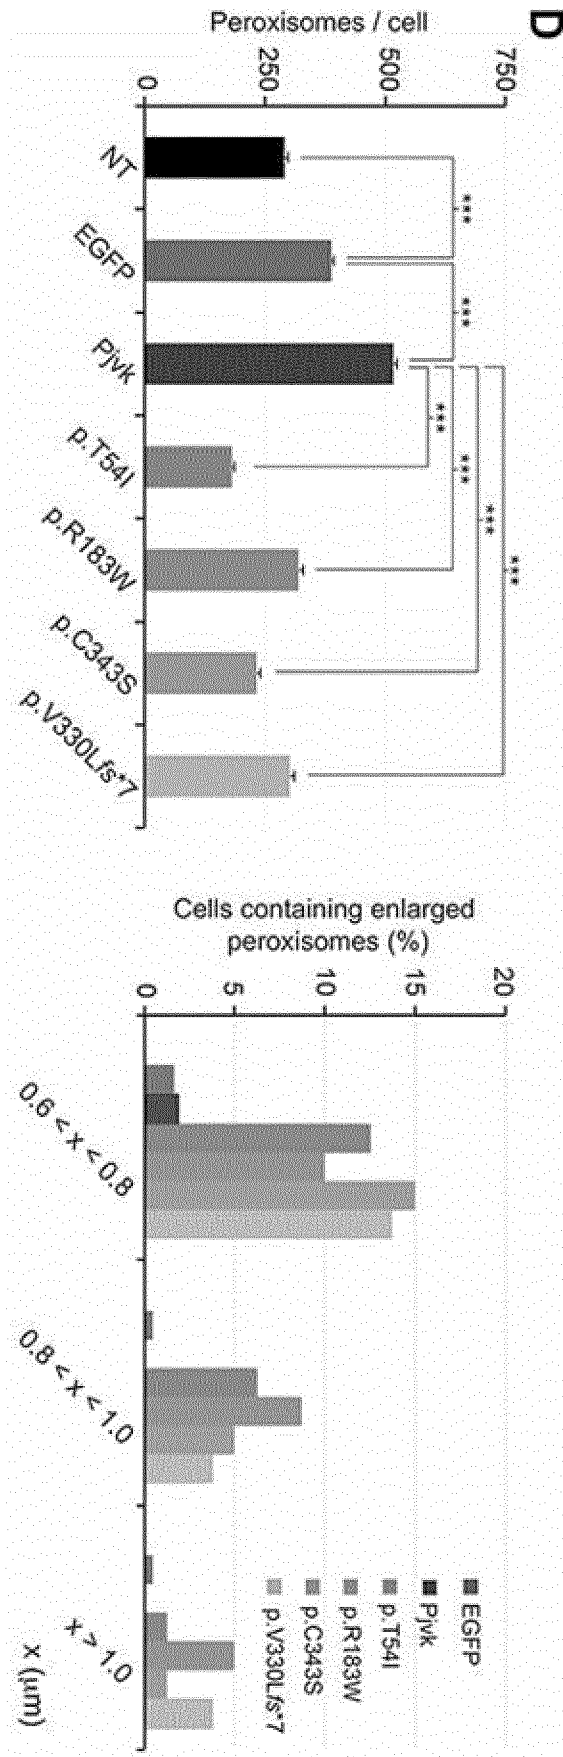 D
Peroxisomes / cell
750
500
250
0
***
***
***
***
***
***
NT
EGFP
Pjvk
p.T54I
p.R183W
p.C343S
p.V330Lfs*7
Cells containing enlarged
peroxisomes (%)
20
15
10
5
0
EGFP
Pjvk
p.T54I
p.R183W
p.C343S
p.V330Lfs*7
0.6 < x < 0.8
0.8 < x < 1.0
x > 1.0
x (µm)